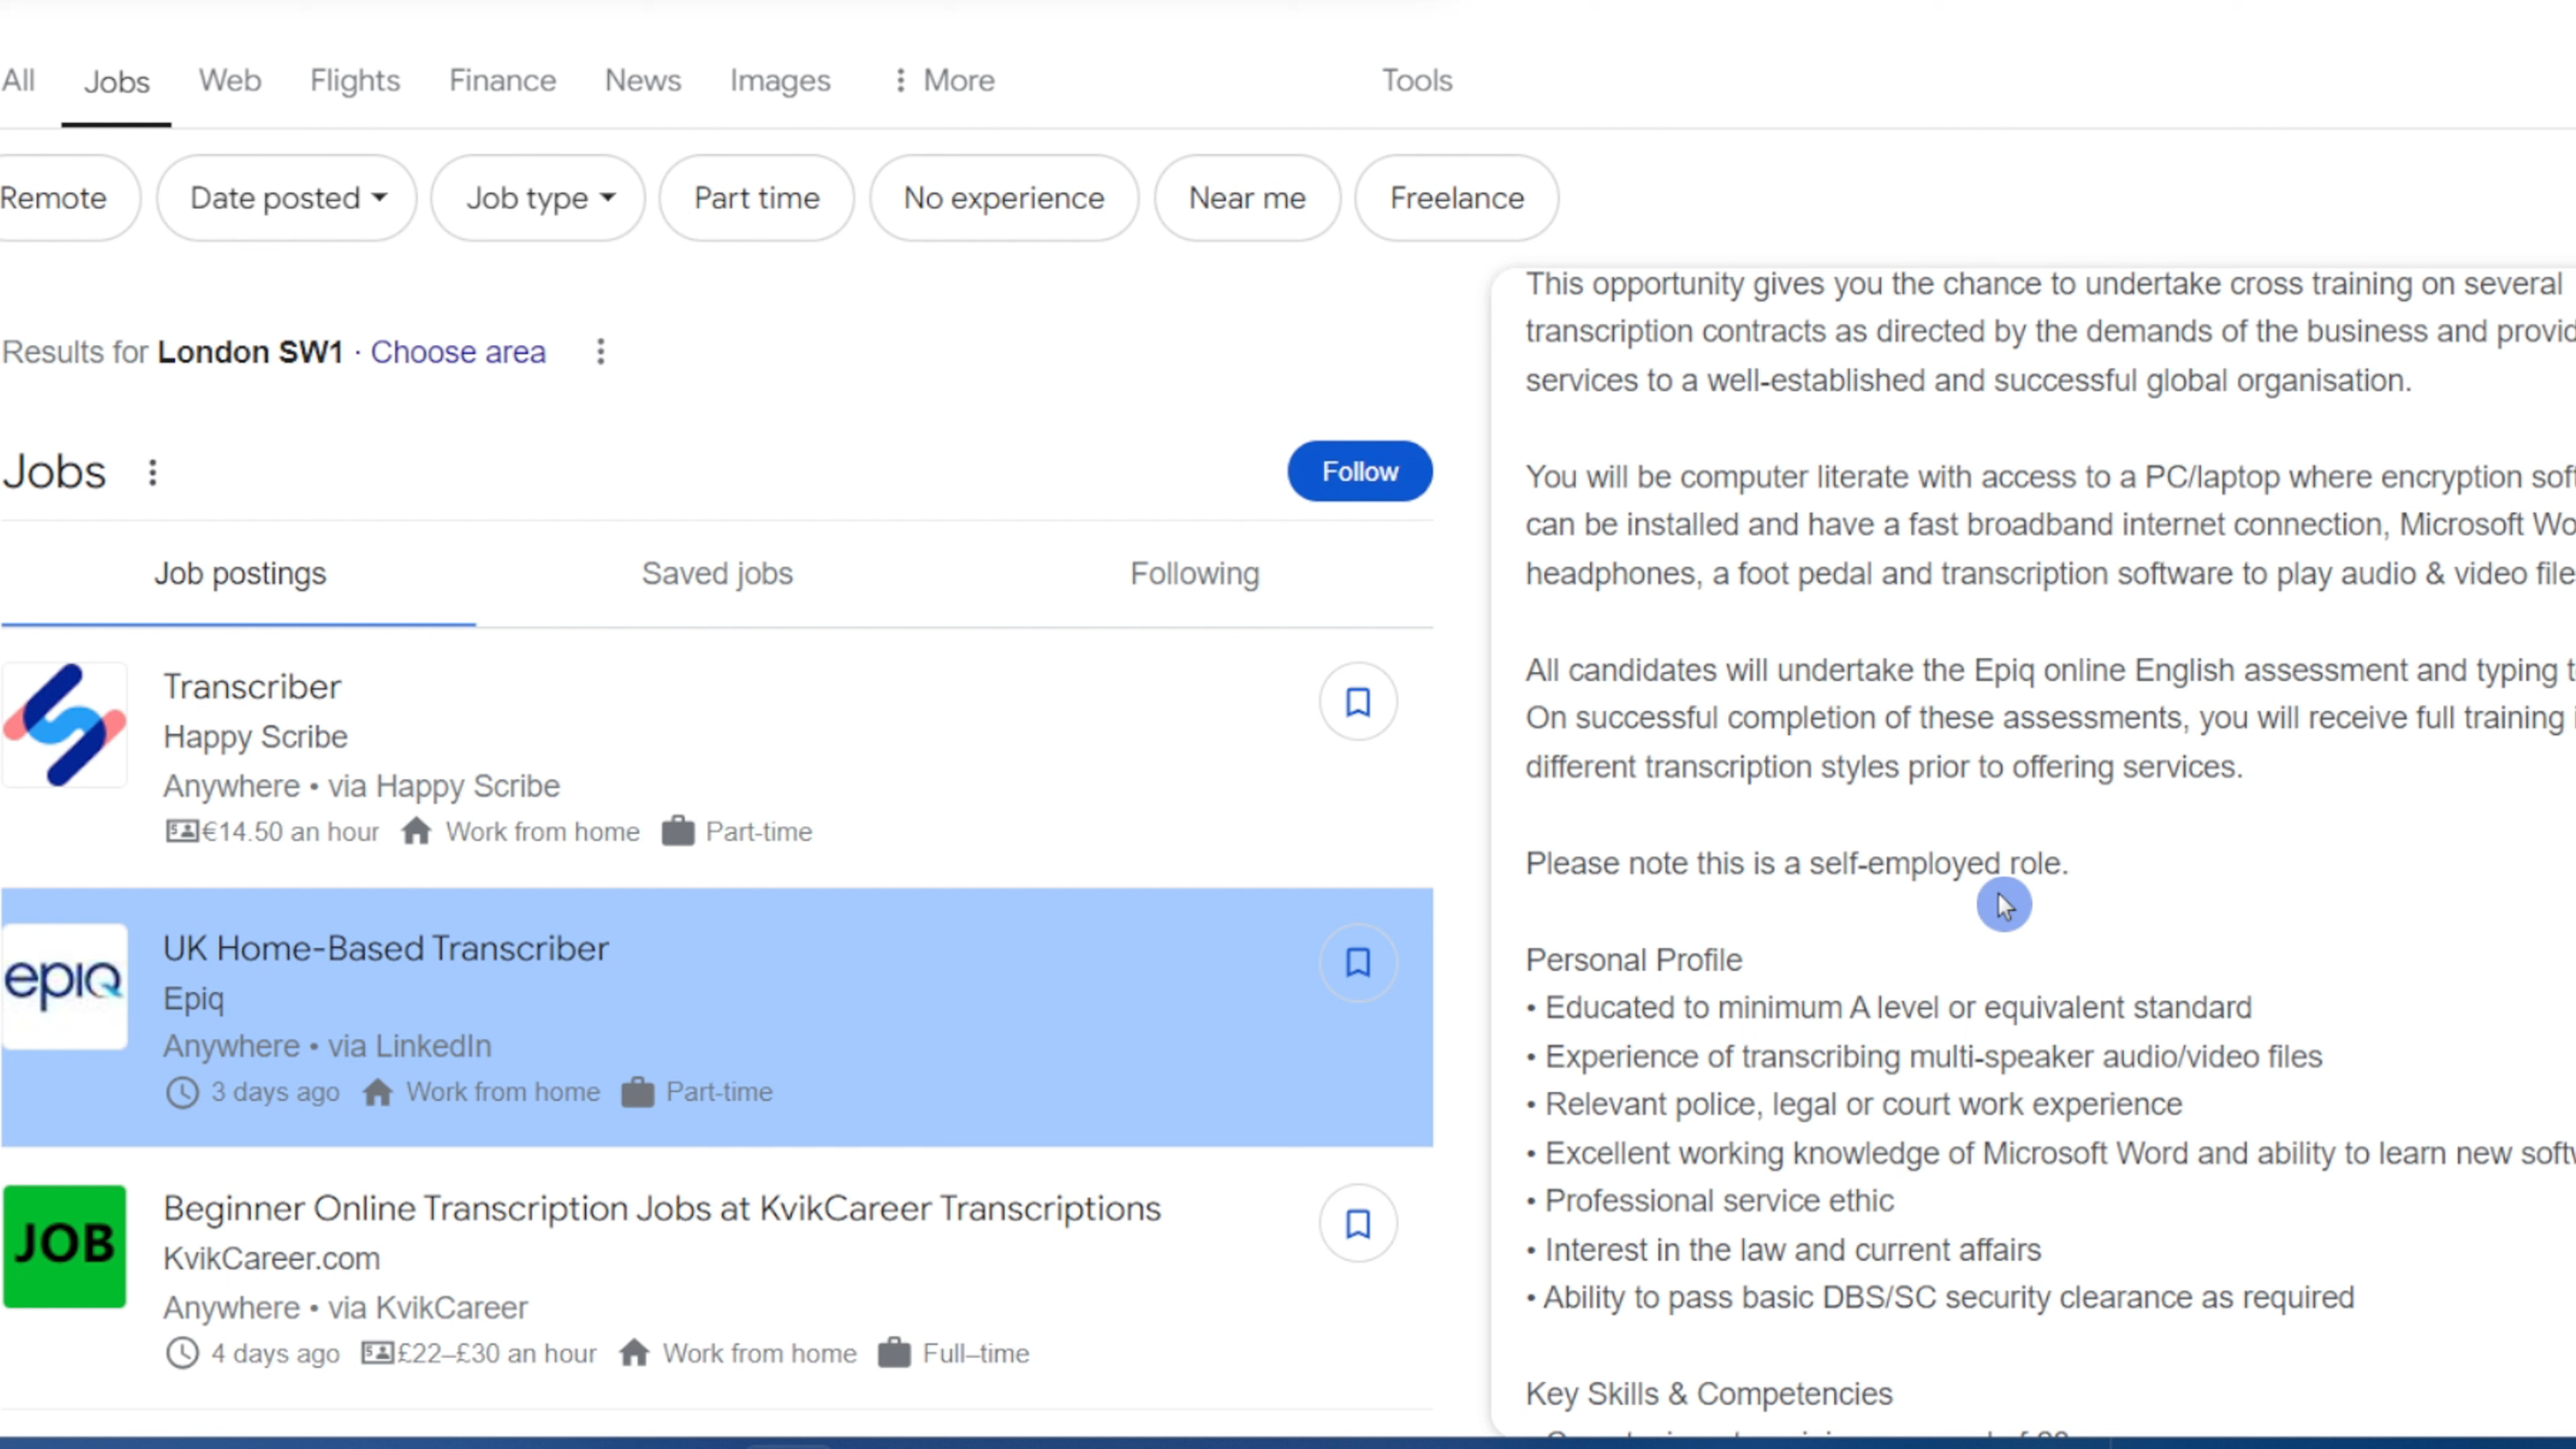 All Jobs Web Flights Finance News Images More Tools
Remote Date posted Job type Part time No experience Near me Freelance
Results for London SW1 · Choose area
Jobs
Follow
Job postings Saved jobs Following
Transcriber
Happy Scribe
Anywhere • via Happy Scribe
€14.50 an hour Work from home Part-time
epiq
UK Home-Based Transcriber
Epiq
Anywhere • via LinkedIn
3 days ago Work from home Part-time
JOB
Beginner Online Transcription Jobs at KvikCareer Transcriptions
KvikCareer.com
Anywhere • via KvikCareer
4 days ago £22–£30 an hour Work from home Full–time
This opportunity gives you the chance to undertake cross training on several
transcription contracts as directed by the demands of the business and provid
services to a well-established and successful global organisation.
You will be computer literate with access to a PC/laptop where encryption soft
can be installed and have a fast broadband internet connection, Microsoft Wo
headphones, a foot pedal and transcription software to play audio & video file
All candidates will undertake the Epiq online English assessment and typing t
On successful completion of these assessments, you will receive full training i
different transcription styles prior to offering services.
Please note this is a self-employed role.
Personal Profile
• Educated to minimum A level or equivalent standard
• Experience of transcribing multi-speaker audio/video files
• Relevant police, legal or court work experience
• Excellent working knowledge of Microsoft Word and ability to learn new softw
• Professional service ethic
• Interest in the law and current affairs
• Ability to pass basic DBS/SC security clearance as required
Key Skills & Competencies